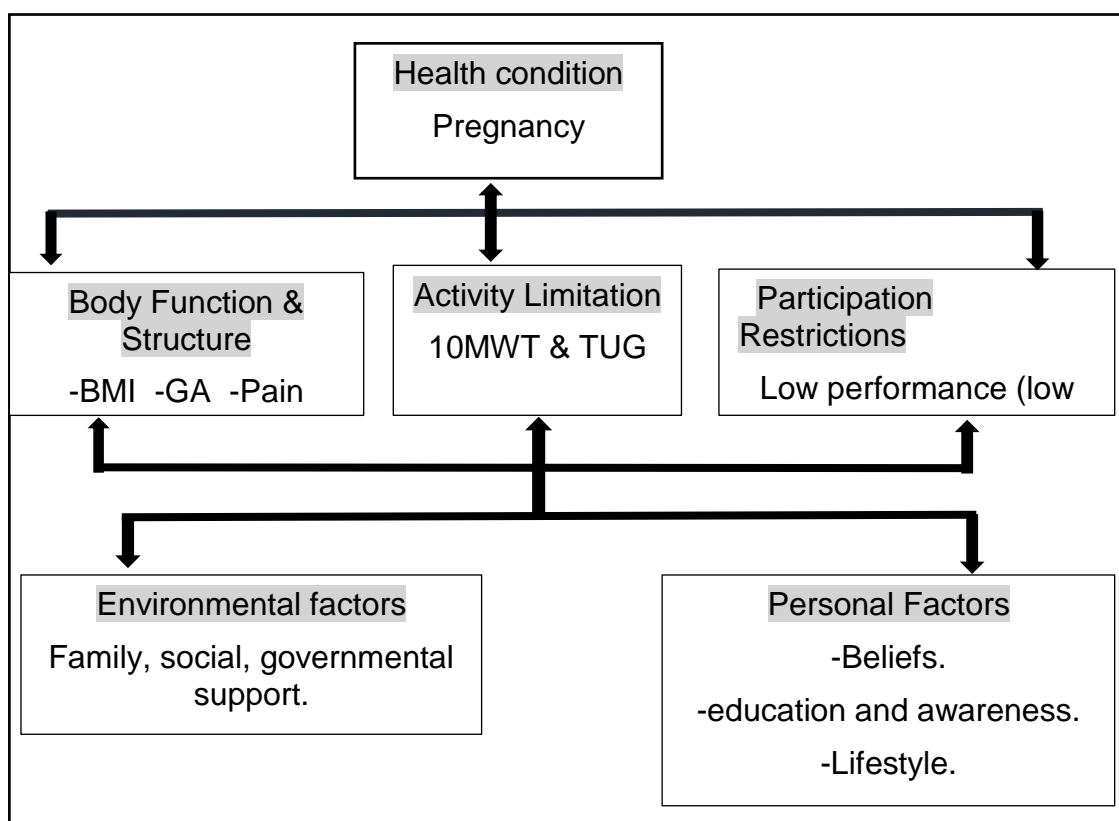 Health condition
Pregnancy
Body Function &
Structure
-BMI -GA -Pain
Activity Limitation
10MWT & TUG
Participation
Restrictions
Low performance (low
Environmental factors
Family, social, governmental
support.
Personal Factors
-Beliefs.
-education and awareness.
-Lifestyle.